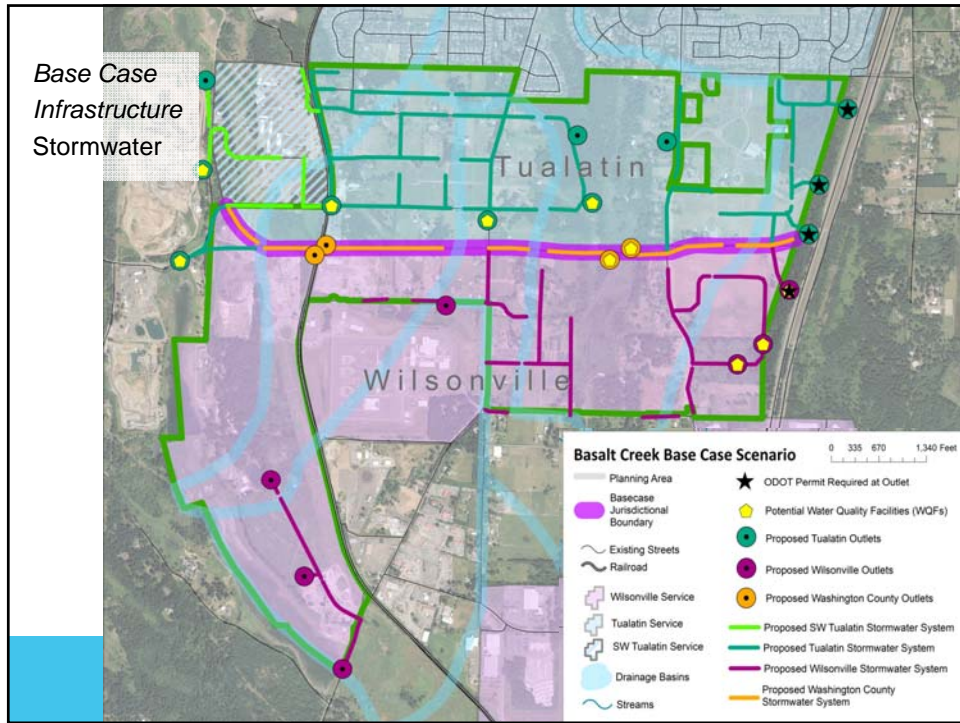 Base Case
Infrastructure
Stormwater
Tualatin
Wilsonville
Basalt Creek Base Case Scenario
0 335 670 1,340 Feet
Planning Area
Basecase
Jurisdictional
Boundary
Existing Streets
Railroad
Wilsonville Service
Tualatin Service
SW Tualatin Service
Drainage Basins
Streams
ODOT Permit Required at Outlet
Potential Water Quality Facilities (WQFs)
Proposed Tualatin Outlets
Proposed Wilsonville Outlets
Proposed Washington County Outlets
Proposed SW Tualatin Stormwater System
Proposed Tualatin Stormwater System
Proposed Wilsonville Stormwater System
Proposed Washington County
Stormwater System